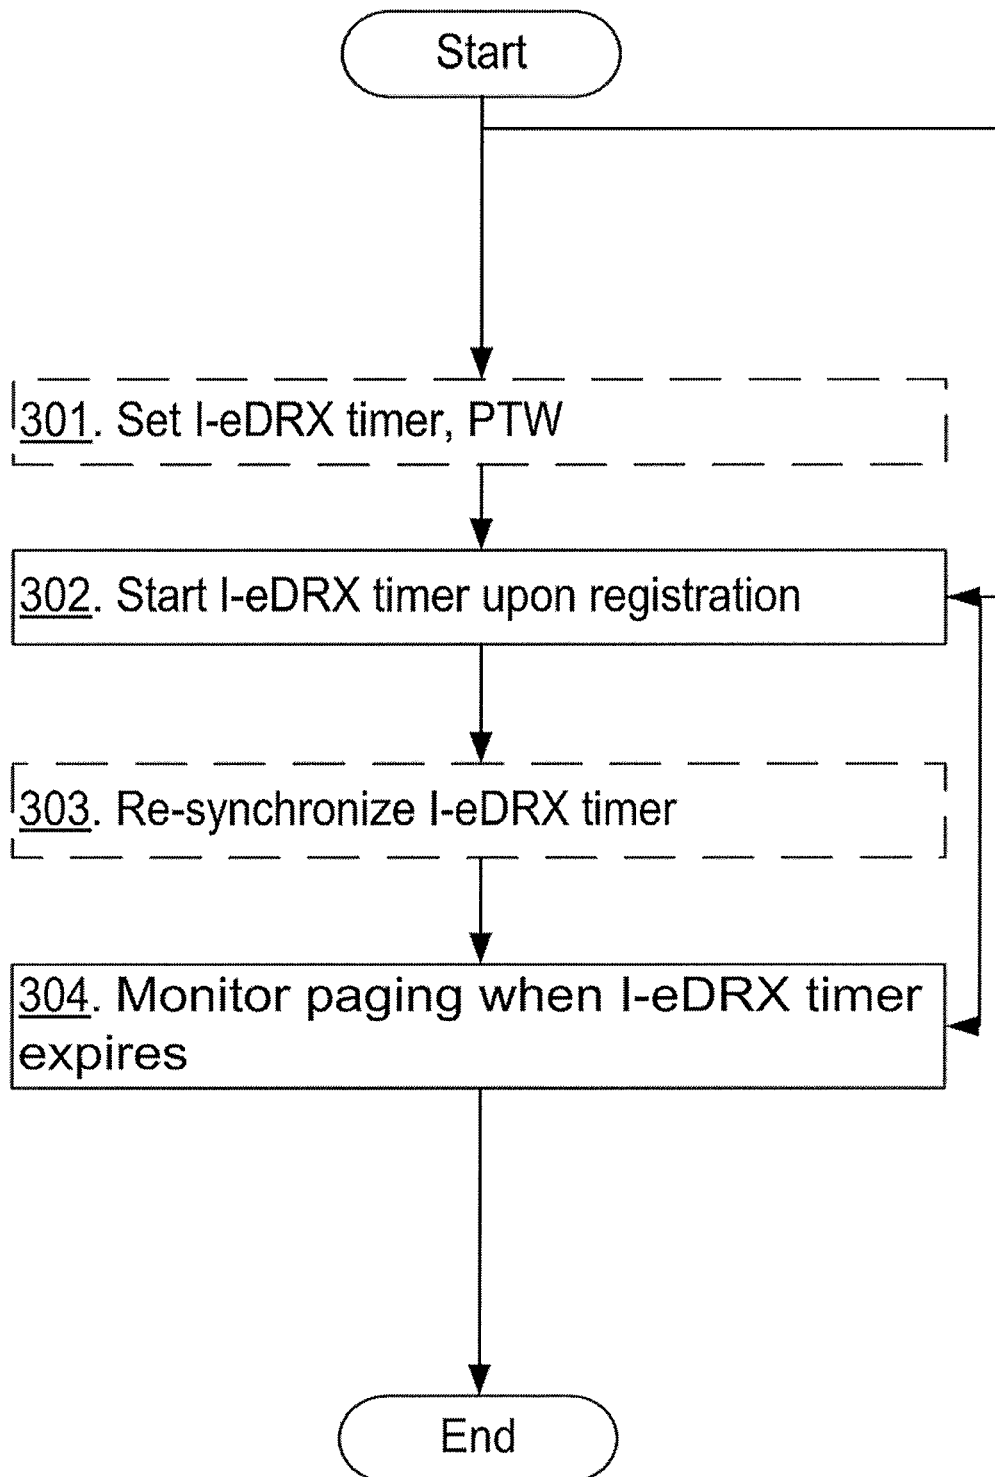 Start
301. Set I-eDRX timer, PTW
302. Start I-eDRX timer upon registration
303. Re-synchronize I-eDRX timer
304. Monitor paging when I-eDRX timer
expires
End